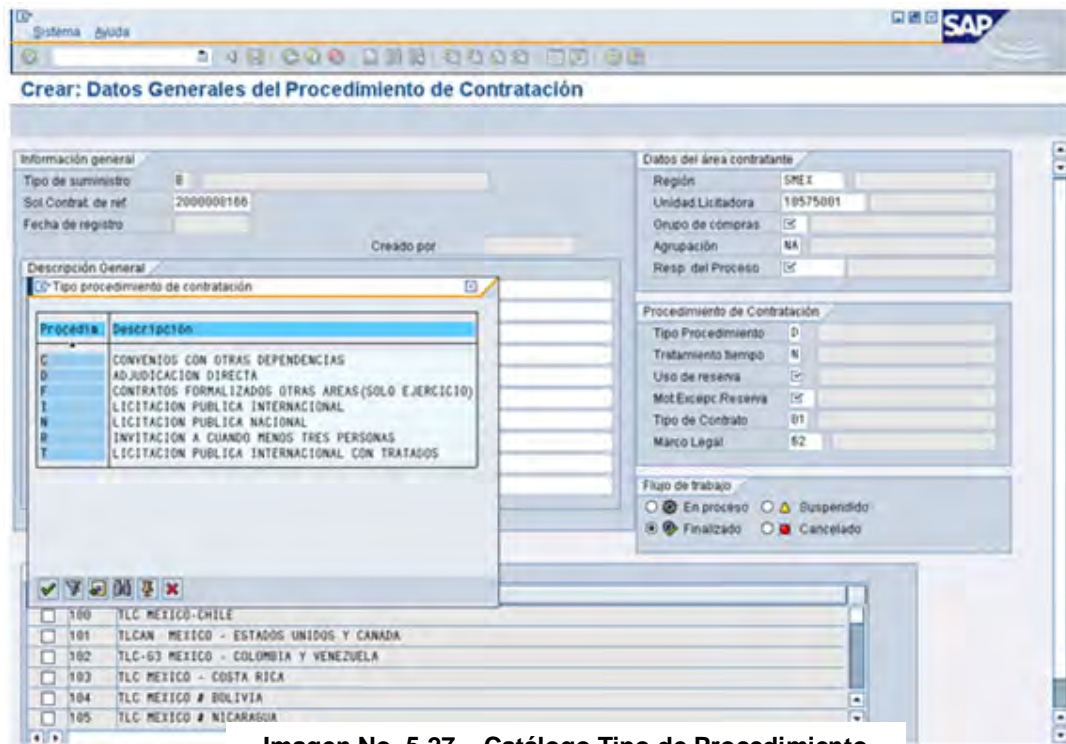 Sistema Ayuda
SAP
Crear: Datos Generales del Procedimiento de Contratación
Información general
Tipo de suministro B
Sol.Contrat. de ref. 2000000166
Fecha de registro
Creado por
Descripción General
Tipo procedimiento de contratación
Procedim. Descripción
C CONVENIOS CON OTRAS DEPENDENCIAS
D ADJUDICACION DIRECTA
F CONTRATOS FORMALIZADOS OTRAS AREAS(SOLO EJERCICIO)
I LICITACION PUBLICA INTERNACIONAL
N LICITACION PUBLICA NACIONAL
R INVITACION A CUANDO MENOS TRES PERSONAS
T LICITACION PUBLICA INTERNACIONAL CON TRATADOS
Datos del área contratante
Región SMEX
Unidad Licitadora 10575001
Grupo de compras
Agrupación NA
Resp. del Proceso
Procedimiento de Contratación
Tipo Procedimiento D
Tratamiento tiempo N
Uso de reserva
Mot.Excepc.Reserva
Tipo de Contrato 01
Marco Legal 62
Flujo de trabajo
En proceso Suspendido
Finalizado Cancelado
100 TLC MEXICO-CHILE
101 TLCAN MEXICO - ESTADOS UNIDOS Y CANADA
102 TLC-G3 MEXICO - COLOMBIA Y VENEZUELA
103 TLC MEXICO - COSTA RICA
104 TLC MEXICO # BOLIVIA
105 TLC MEXICO # NICARAGUA
Imagen No. 5.27 – Catálogo Tipo de Procedimiento